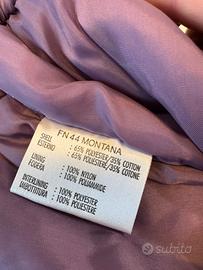 FN 44 MONTANA
SHELL : 65% POLYESTER/35% COTTON
ESTERNO : 65% POLIESTERE/35% COTONE
LINING : 100% NYLON
FODERA : 100% POLIAMMIDE
INTERLINING : 100% POLYESTER
IMBOTTITURA : 100% POLIESTERE
subito